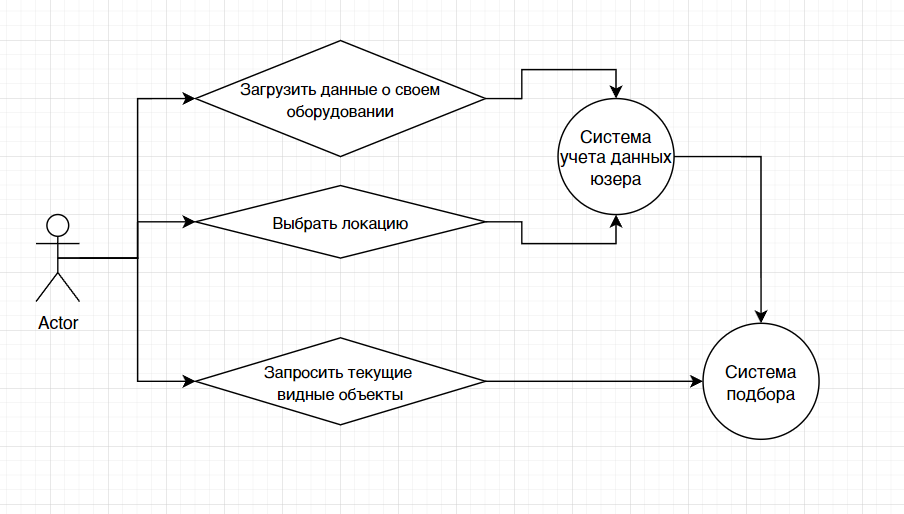 Загрузить данные о своем
оборудовании
Система
учета данных
юзера
Выбрать локацию
Actor
Запросить текущие
видные объекты
Система
подбора